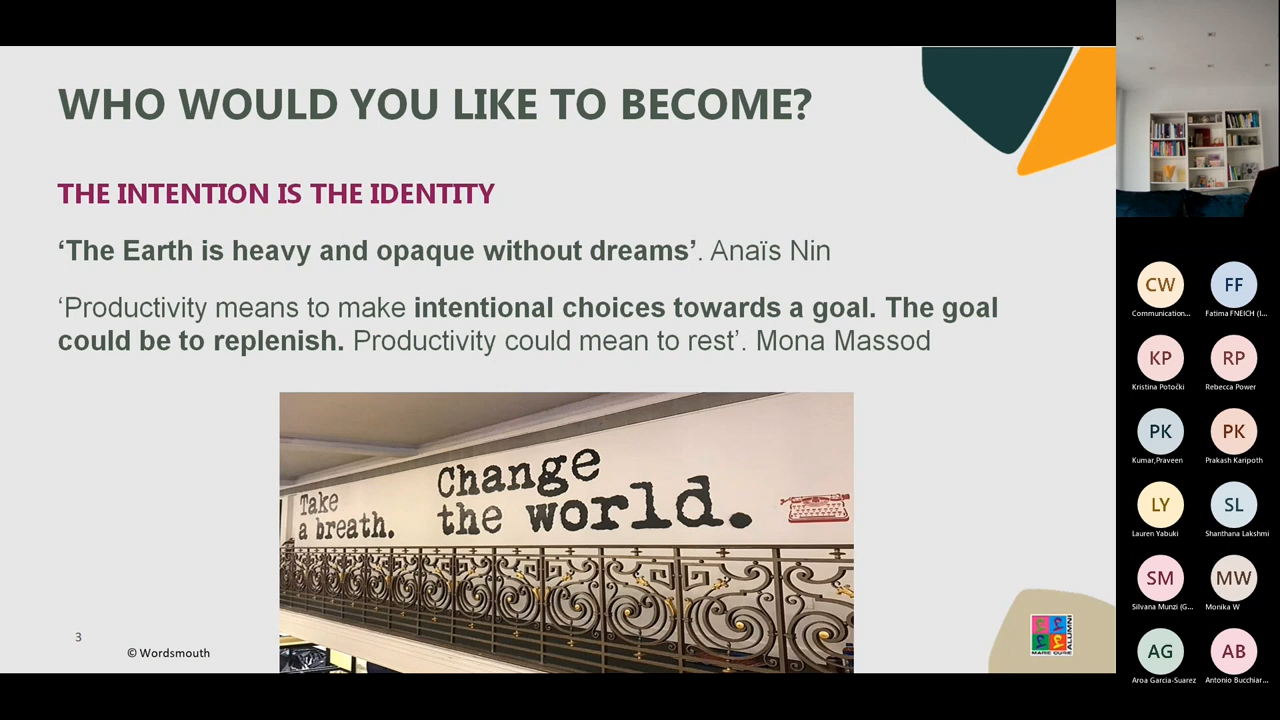 WHO WOULD YOU LIKE TO BECOME?
THE INTENTION IS THE IDENTITY
‘The Earth is heavy and opaque without dreams’. Anaïs Nin
‘Productivity means to make intentional choices towards a goal. The goal
could be to replenish. Productivity could mean to rest’. Mona Massod
Take
a breath.
Change
the world.
3
© Wordsmouth
MARIE CURIE
ALUMNI
CW
FF
Communication...
Fatima FNEICH (I...
KP
RP
Kristina Potočki
Rebecca Power
PK
PK
Kumar,Praveen
Prakash Karipoth
LY
SL
Lauren Yabuki
Shanthana Lakshmi
SM
MW
Silvana Munzi (G...
Monika W
AG
AB
Aroa Garcia-Suarez
Antonio Bucchiar...